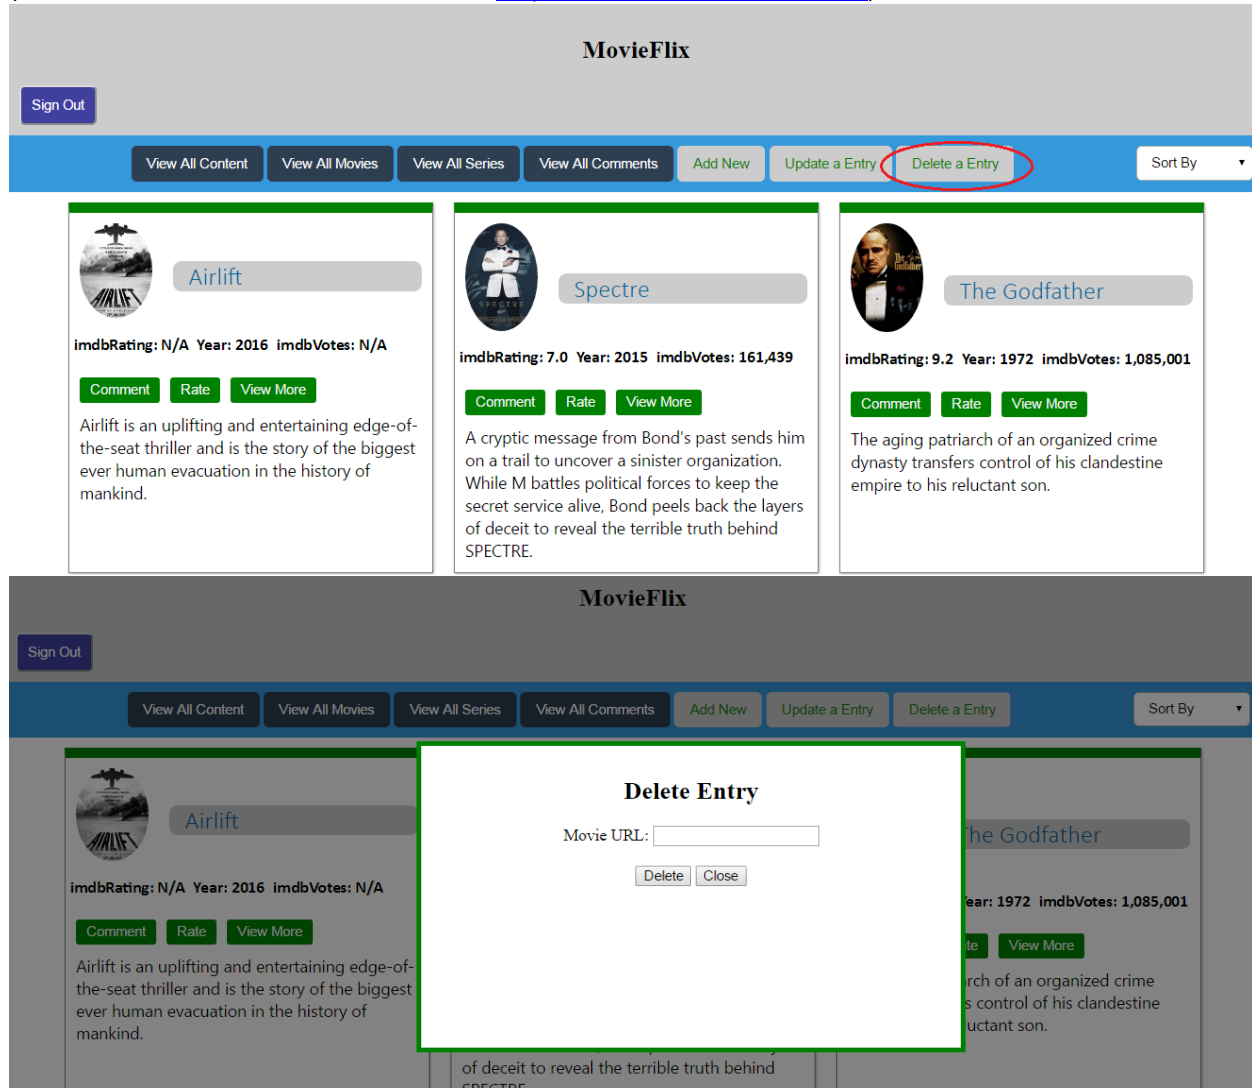 MovieFlix
Sign Out
View All Content View All Movies View All Series View All Comments Add New Update a Entry Delete a Entry Sort By
Airlift
Spectre
The Godfather
AIRLIFT
SPECTRE
The Godfather
imdbRating: N/A Year: 2016 imdbVotes: N/A
Comment Rate View More
Airlift is an uplifting and entertaining edge-of-
the-seat thriller and is the story of the biggest
ever human evacuation in the history of
mankind.
imdbRating: 7.0 Year: 2015 imdbVotes: 161,439
Comment Rate View More
A cryptic message from Bond's past sends him
on a trail to uncover a sinister organization.
While M battles political forces to keep the
secret service alive, Bond peels back the layers
of deceit to reveal the terrible truth behind
SPECTRE.
imdbRating: 9.2 Year: 1972 imdbVotes: 1,085,001
Comment Rate View More
The aging patriarch of an organized crime
dynasty transfers control of his clandestine
empire to his reluctant son.
MovieFlix
Sign Out
View All Content View All Movies View All Series View All Comments Add New Update a Entry Delete a Entry Sort By
AIRLIFT
Airlift
imdbRating: N/A Year: 2016 imdbVotes: N/A
Comment Rate View More
Airlift is an uplifting and entertaining edge-of-
the-seat thriller and is the story of the biggest
ever human evacuation in the history of
mankind.
Delete Entry
Movie URL:
Delete Close
of deceit to reveal the terrible truth behind
SPECTRE.
he Godfather
ear: 1972 imdbVotes: 1,085,001
te View More
rch of an organized crime
s control of his clandestine
uctant son.